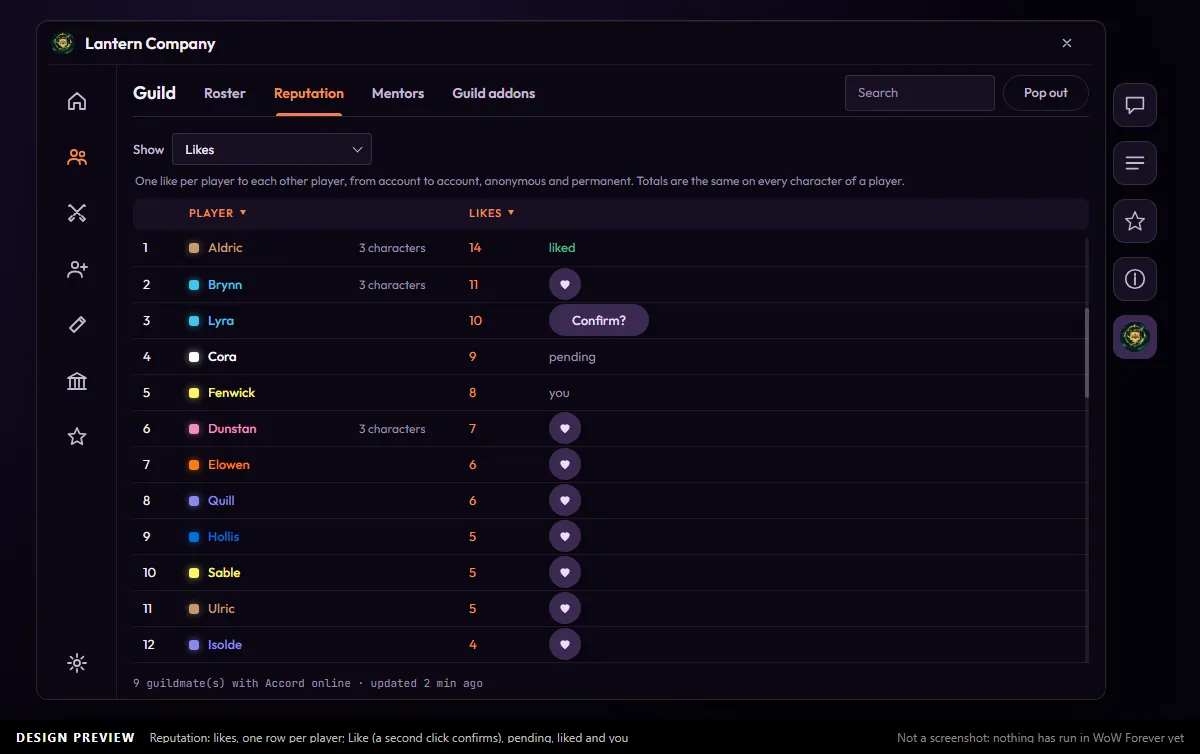 Lantern Company
Guild Roster Reputation Mentors Guild addons Search Pop out
Show Likes
One like per player to each other player, from account to account, anonymous and permanent. Totals are the same on every character of a player.
PLAYER LIKES
1 Aldric 3 characters 14 liked
2 Brynn 3 characters 11
3 Lyra 10 Confirm?
4 Cora 9 pending
5 Fenwick 8 you
6 Dunstan 3 characters 7
7 Elowen 6
8 Quill 6
9 Hollis 5
10 Sable 5
11 Ulric 5
12 Isolde 4
9 guildmate(s) with Accord online · updated 2 min ago
DESIGN PREVIEW Reputation: likes, one row per player; Like (a second click confirms), pending, liked and you Not a screenshot: nothing has run in WoW Forever yet